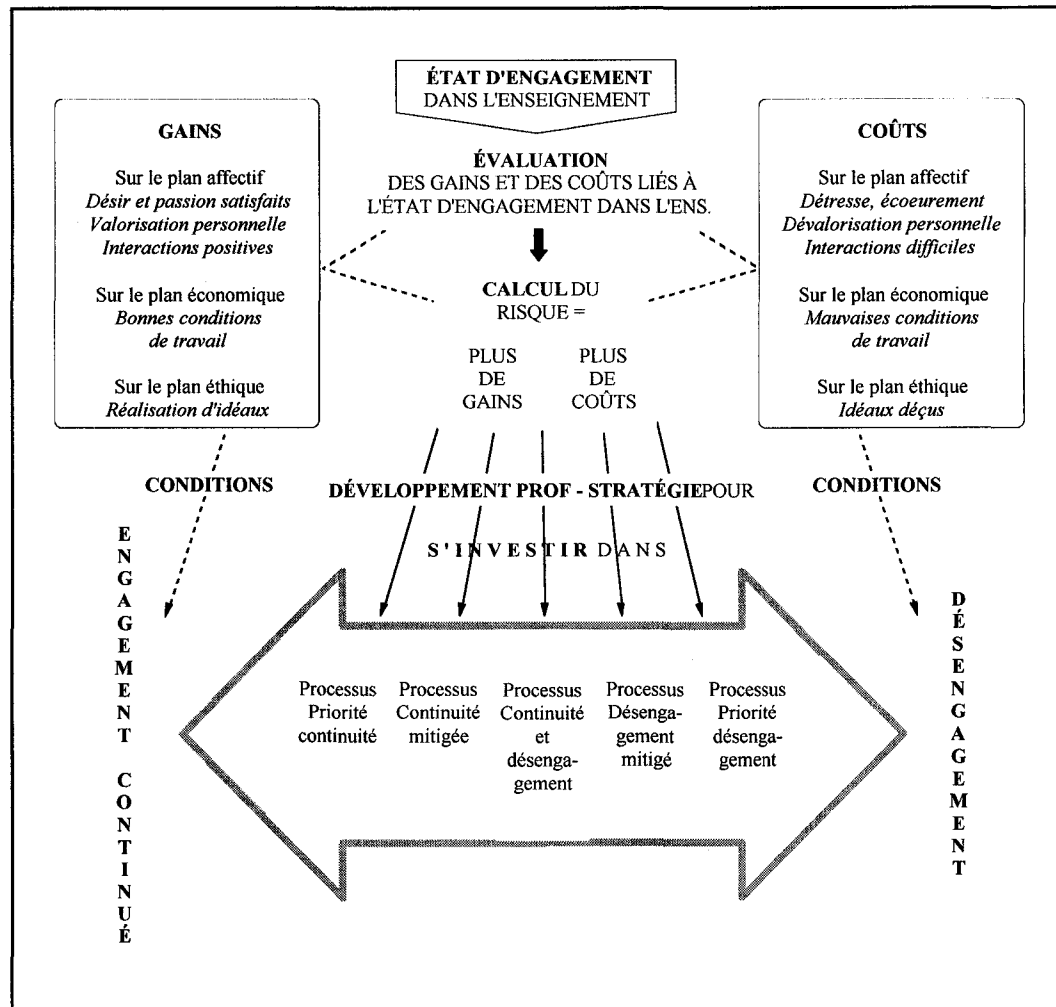 ÉTAT D'ENGAGEMENT
DANS L'ENSEIGNEMENT
GAINS
Sur le plan affectif
Désir et passion satisfaits
Valorisation personnelle
Interactions positives
Sur le plan économique
Bonnes conditions
de travail
Sur le plan éthique
Réalisation d'idéaux
ÉVALUATION
DES GAINS ET DES COÛTS LIÉS À
L'ÉTAT D'ENGAGEMENT DANS L'ENS.
CALCUL DU
RISQUE =
PLUS
DE
GAINS
PLUS
DE
COÛTS
COÛTS
Sur le plan affectif
Détresse, écoeurement
Dévalorisation personnelle
Interactions difficiles
Sur le plan économique
Mauvaises conditions
de travail
Sur le plan éthique
Idéaux déçus
CONDITIONS
DÉVELOPPEMENT PROF - STRATÉGIE POUR
CONDITIONS
S'INVESTIR DANS
ENGAGEMENT CONTINUÉ
Processus
Priorité
continuité
Processus
Continuité
mitigée
Processus
Continuité
et
désenga-
gement
Processus
Désenga-
gement
mitigé
Processus
Priorité
désenga-
gement
DÉSENGAGEMENT